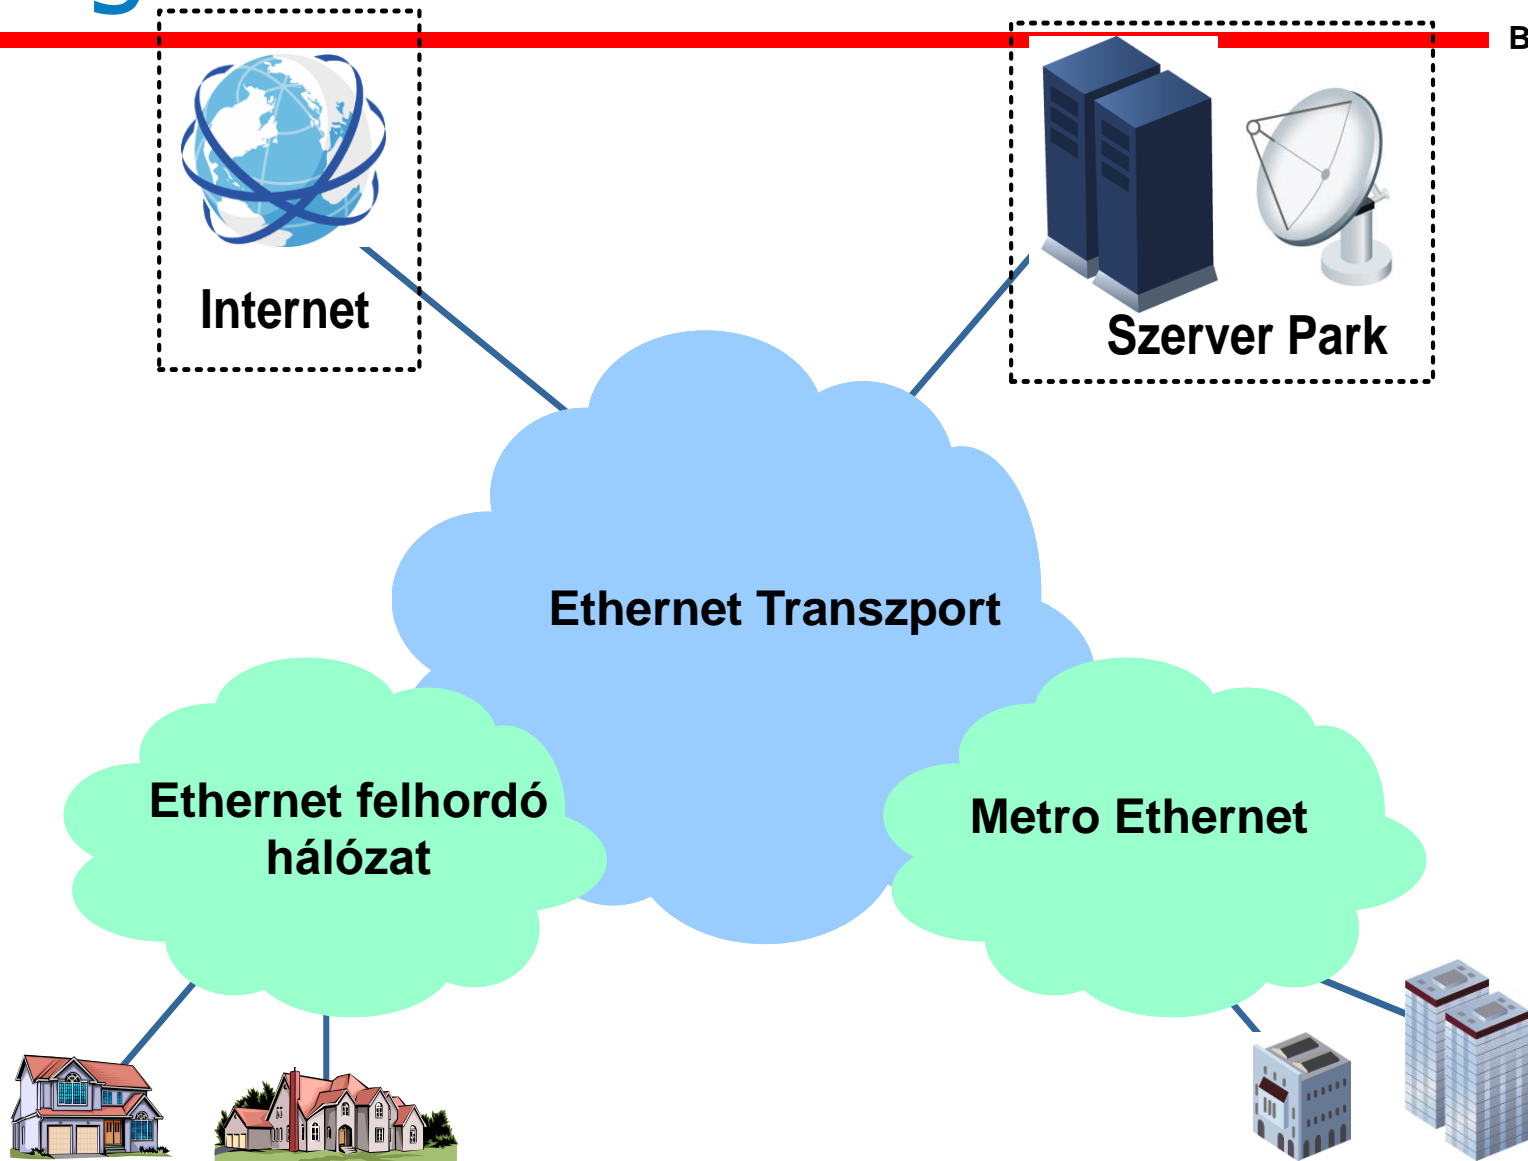 B
Internet
Szerver Park
Ethernet Transzport
Ethernet felhordó
hálózat
Metro Ethernet